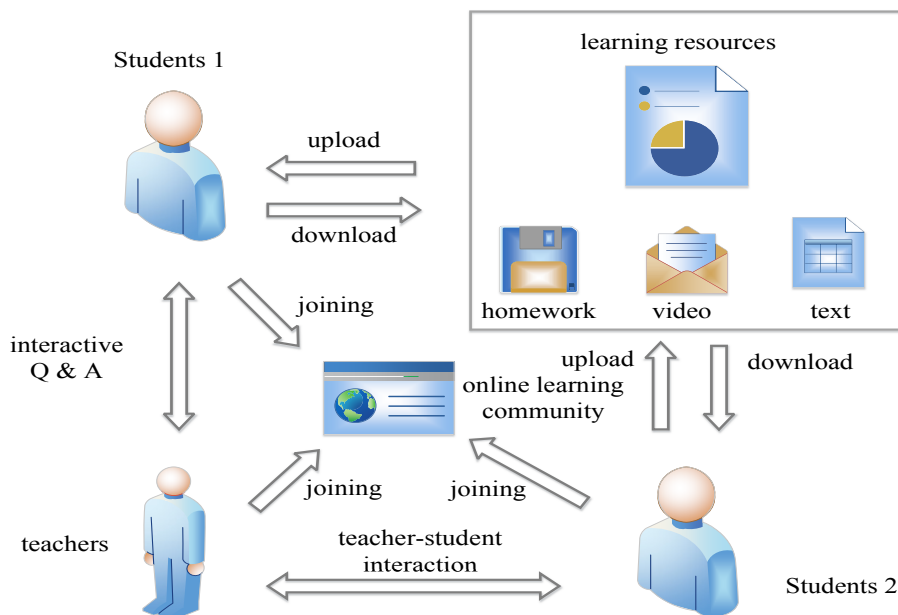 learning resources
Students 1
upload
download
homework
video
text
joining
interactive
Q & A
upload
download
online learning
community
joining
joining
teachers
teacher-student
interaction
Students 2